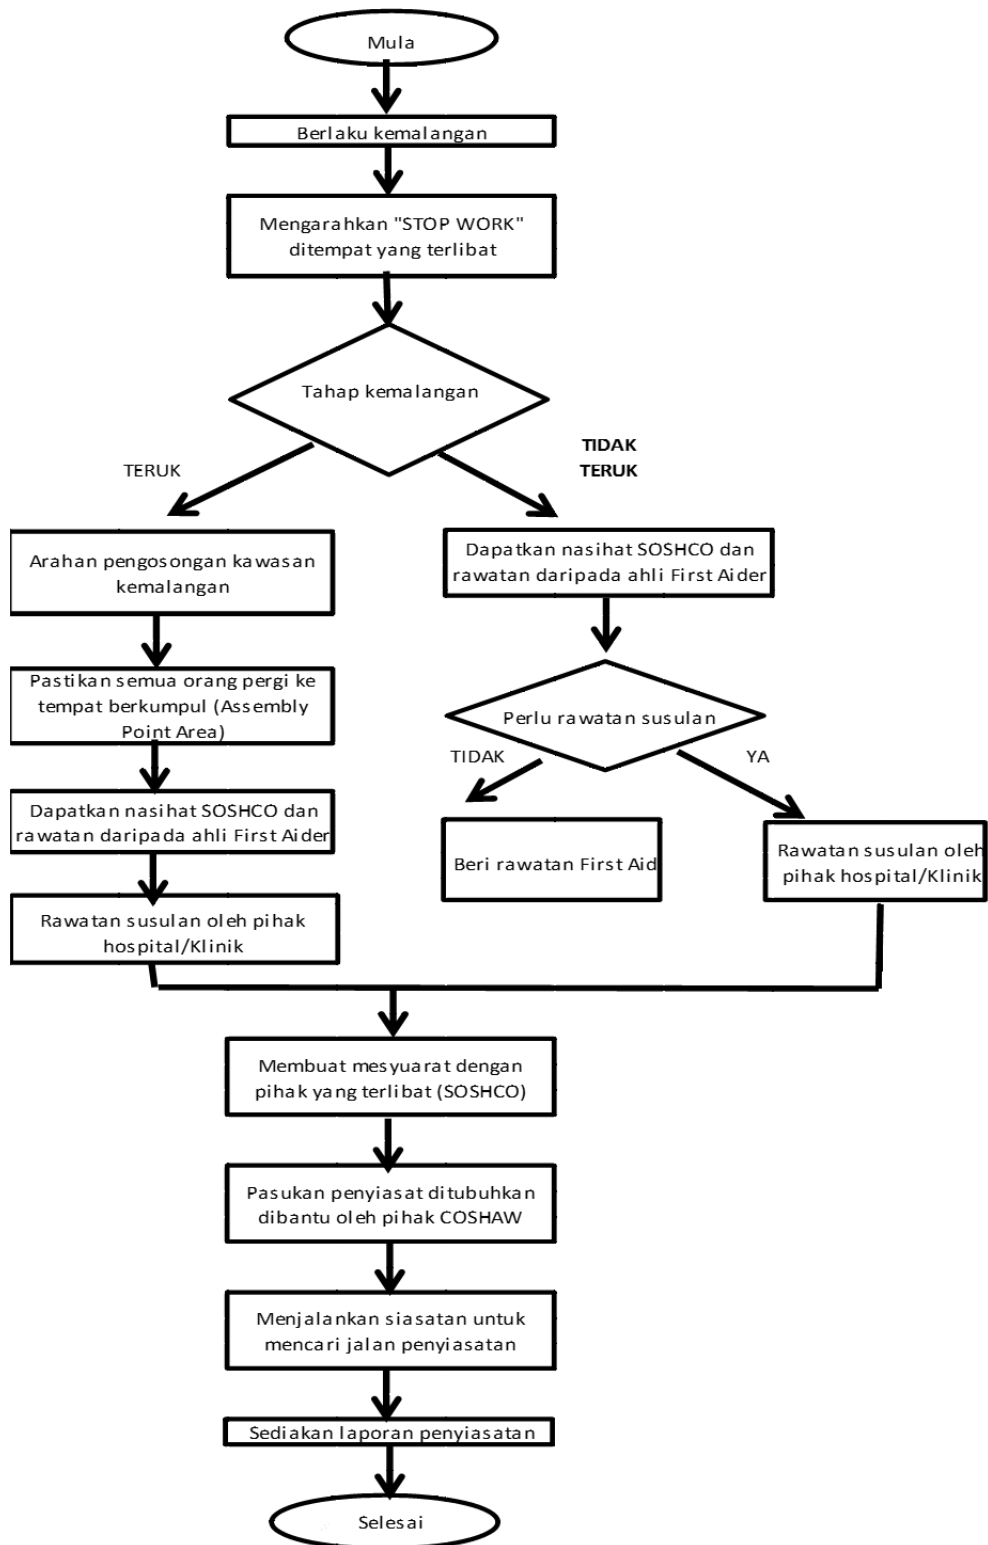 Mula
Berlaku kemalangan
Mengarahkan "STOP WORK"
ditempat yang terlibat
Tahap kemalangan
TERUK
TIDAK
TERUK
Arahan pengosongan kawasan
kemalangan
Pastikan semua orang pergi ke
tempat berkumpul (Assembly
Point Area)
Dapatkan nasihat SOSHCO dan
rawatan daripada ahli First Aider
Rawatan susulan oleh pihak
hospital/Klinik
Dapatkan nasihat SOSHCO dan
rawatan daripada ahli First Aider
Perlu rawatan susulan
TIDAK
YA
Beri rawatan First Aid
Rawatan susulan oleh
pihak hospital/Klinik
Membuat mesyuarat dengan
pihak yang terlibat (SOSHCO)
Pasukan penyiasat ditubuhkan
dibantu oleh pihak COSHAW
Menjalankan siasatan untuk
mencari jalan penyiasatan
Sediakan laporan penyiasatan
Selesai